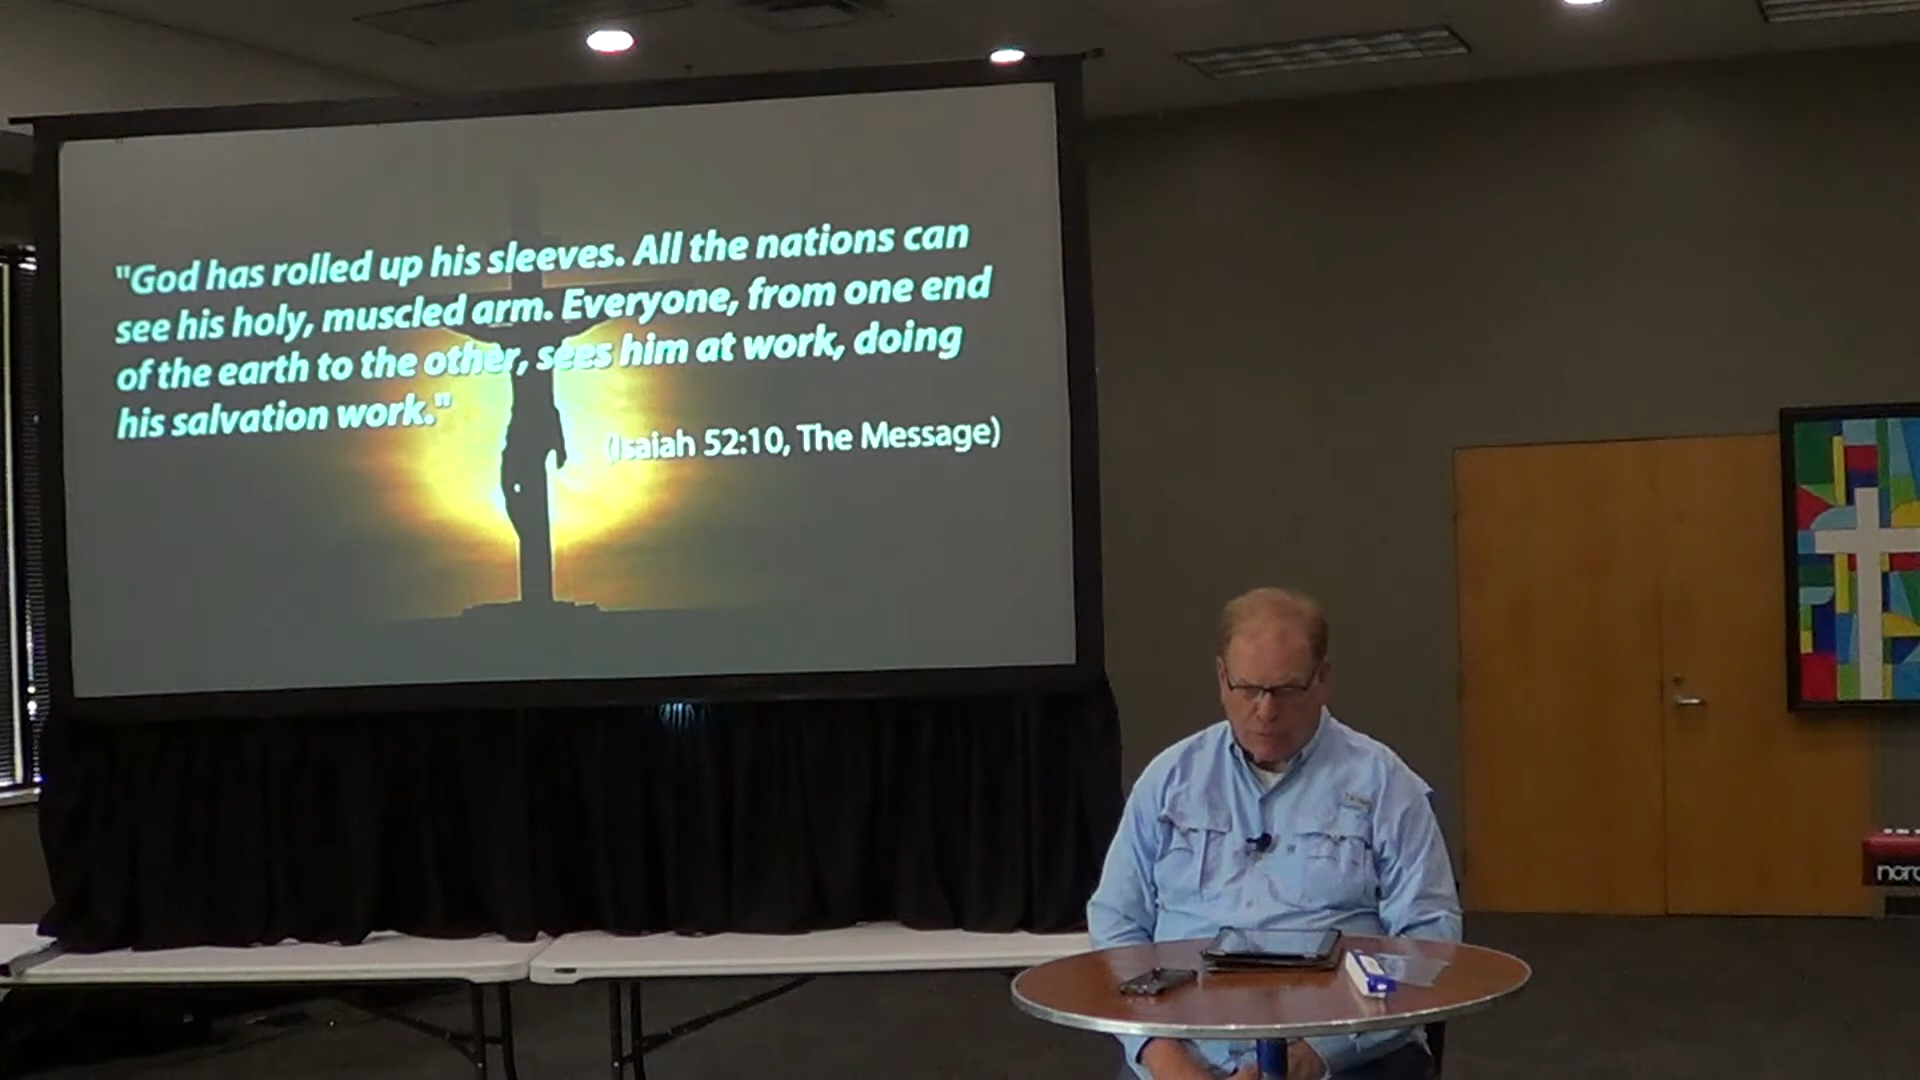 "God has rolled up his sleeves. All the nations can
see his holy, muscled arm. Everyone, from one end
of the earth to the other, sees him at work, doing
his salvation work."
(Isaiah 52:10, The Message)
nord